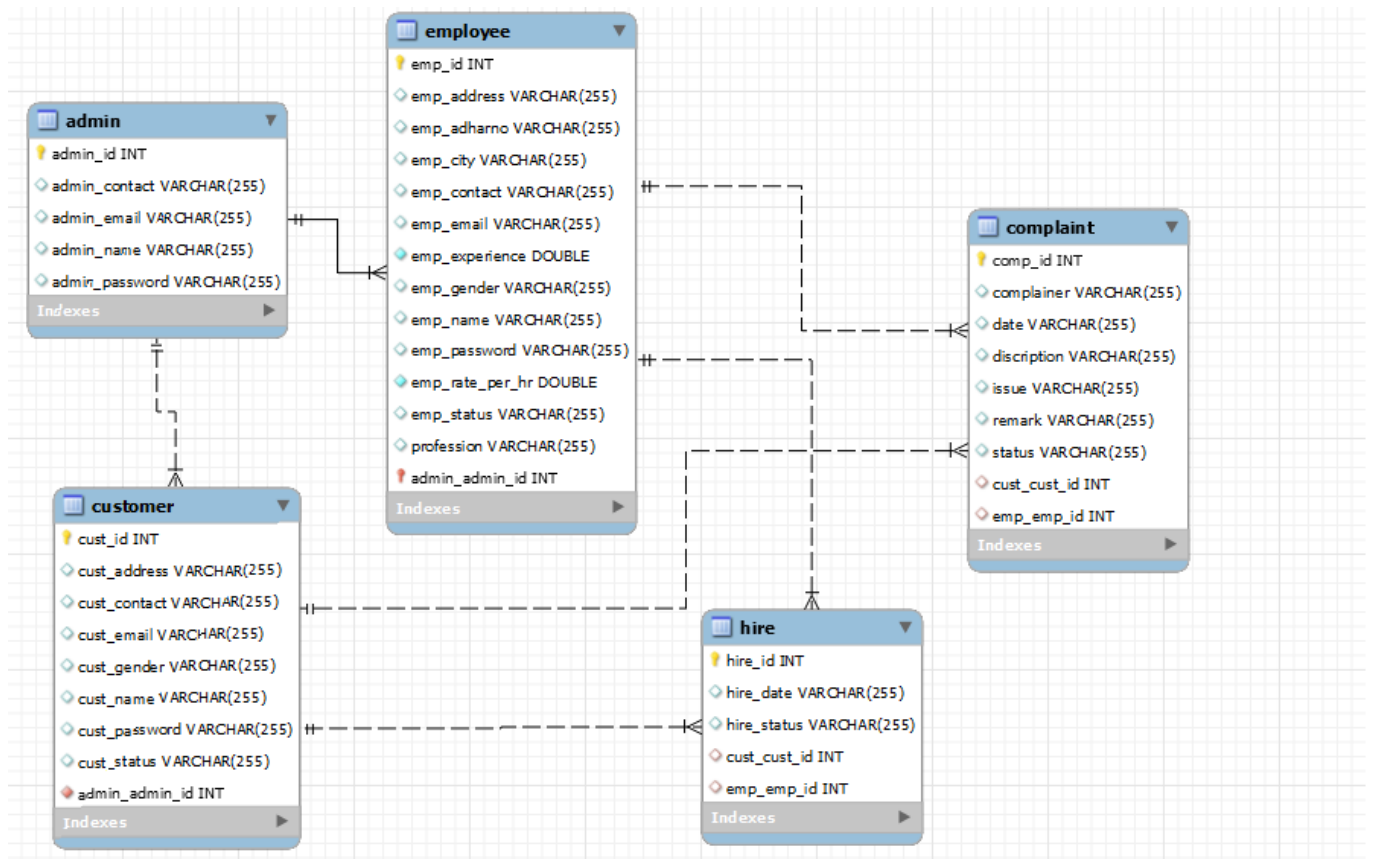 employee
emp_id INT
emp_address VARCHAR(255)
emp_adharno VARCHAR(255)
emp_city VARCHAR(255)
emp_contact VARCHAR(255)
emp_email VARCHAR(255)
emp_experience DOUBLE
emp_gender VARCHAR(255)
emp_name VARCHAR(255)
emp_password VARCHAR(255)
emp_rate_per_hr DOUBLE
emp_status VARCHAR(255)
profession VARCHAR(255)
admin_admin_id INT
Indexes
admin
admin_id INT
admin_contact VARCHAR(255)
admin_email VARCHAR(255)
admin_name VARCHAR(255)
admin_password VARCHAR(255)
Indexes
complaint
comp_id INT
complainer VARCHAR(255)
date VARCHAR(255)
discription VARCHAR(255)
issue VARCHAR(255)
remark VARCHAR(255)
status VARCHAR(255)
cust_cust_id INT
emp_emp_id INT
Indexes
customer
cust_id INT
cust_address VARCHAR(255)
cust_contact VARCHAR(255)
cust_email VARCHAR(255)
cust_gender VARCHAR(255)
cust_name VARCHAR(255)
cust_password VARCHAR(255)
cust_status VARCHAR(255)
admin_admin_id INT
Indexes
hire
hire_id INT
hire_date VARCHAR(255)
hire_status VARCHAR(255)
cust_cust_id INT
emp_emp_id INT
Indexes